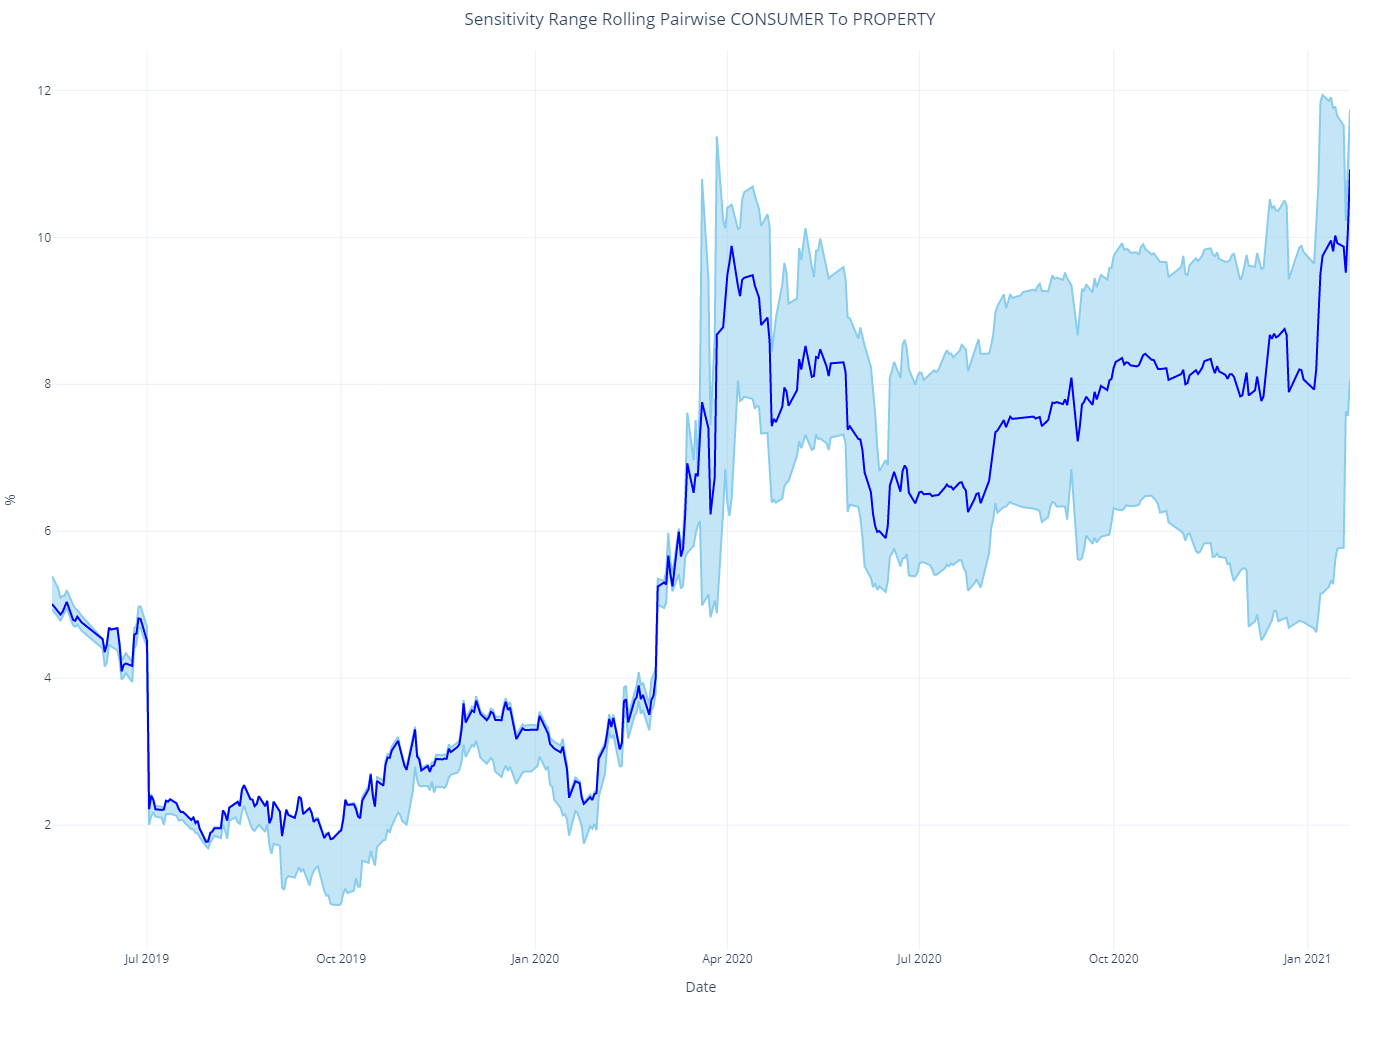 Sensitivity Range Rolling Pairwise CONSUMER To PROPERTY
12
10
8
6
4
2
%
Jul 2019 Oct 2019 Jan 2020 Apr 2020 Jul 2020 Oct 2020 Jan 2021
Date